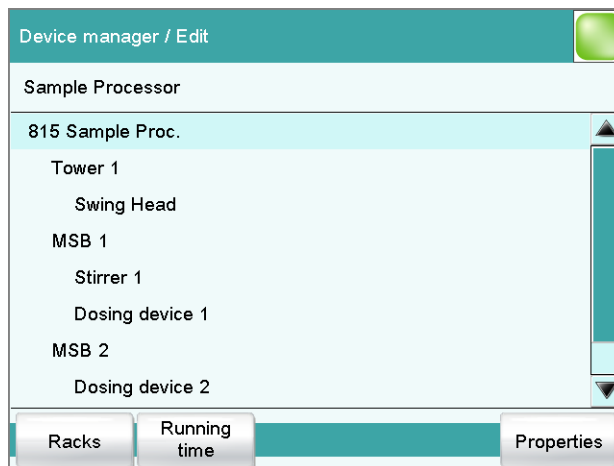 Device manager / Edit
Sample Processor
815 Sample Proc.
Tower 1
Swing Head
MSB 1
Stirrer 1
Dosing device 1
MSB 2
Dosing device 2
Racks
Running
time
Properties